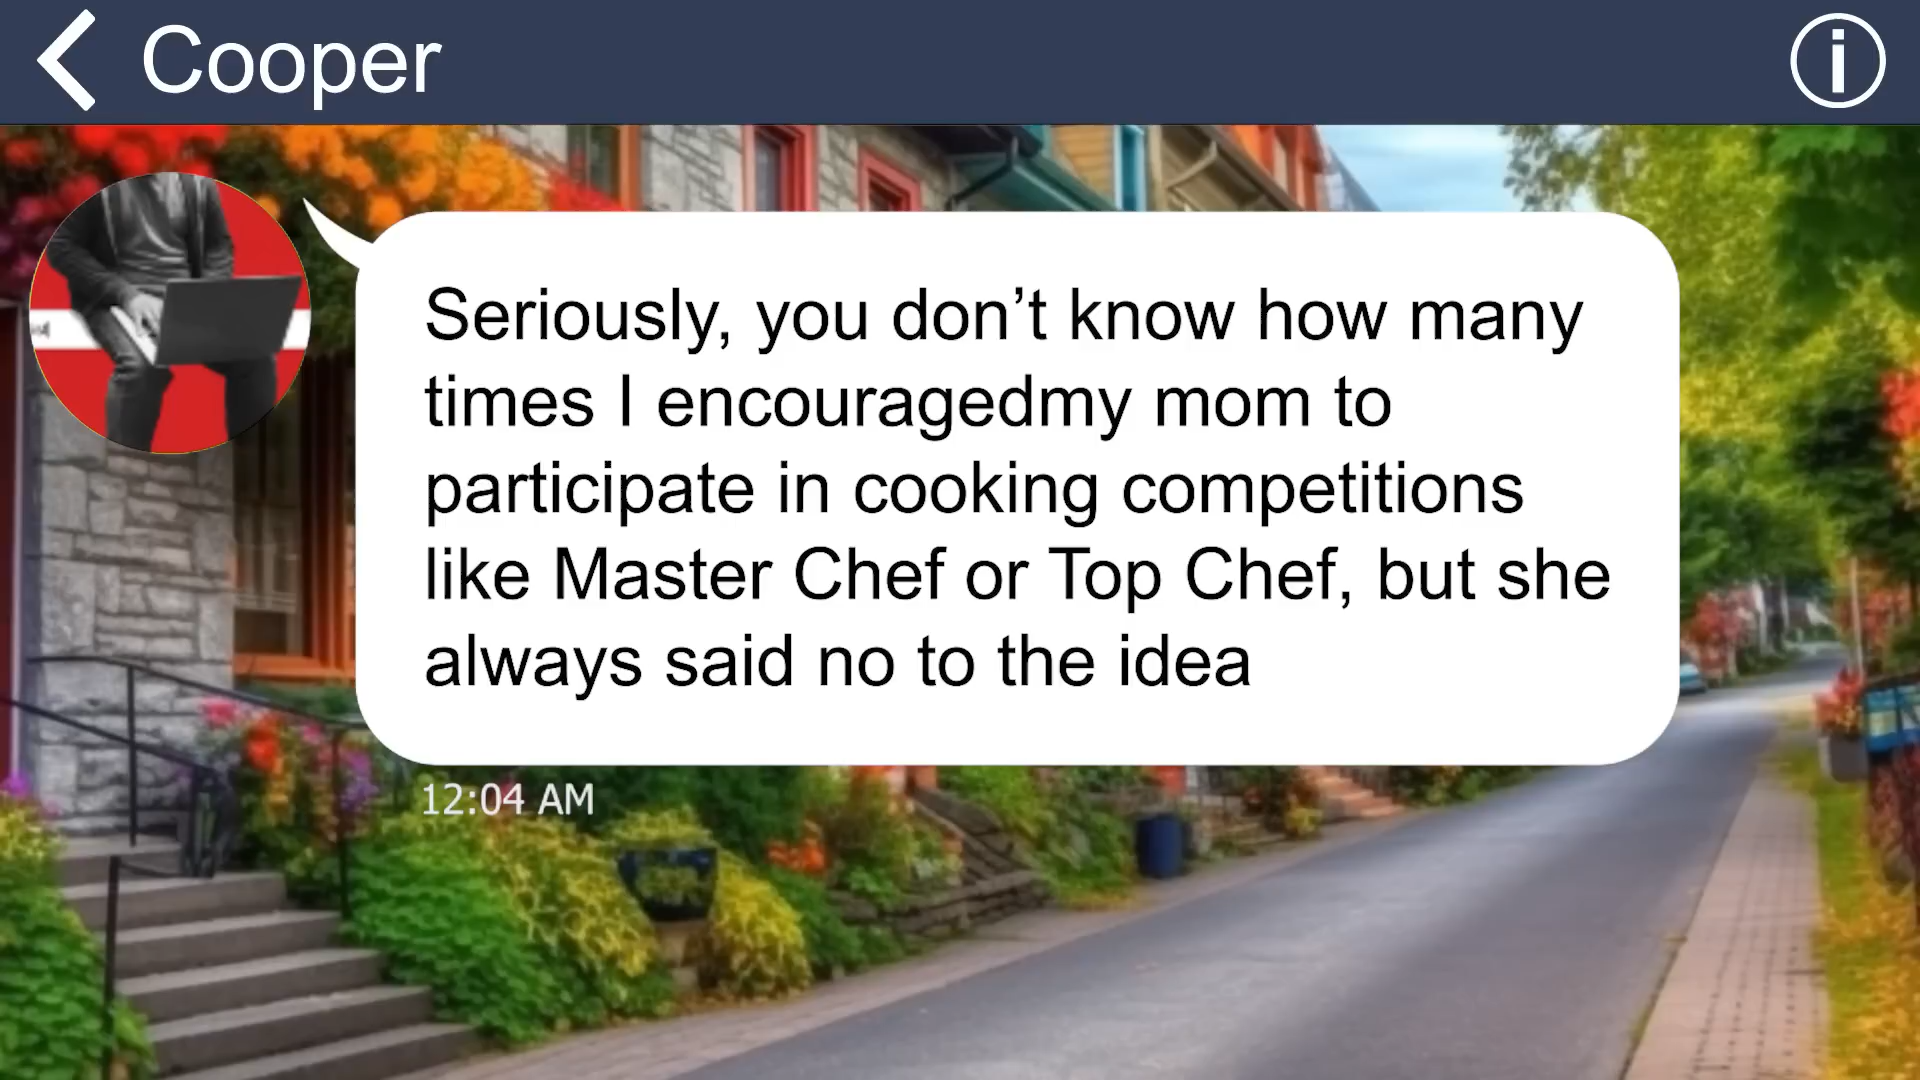 Cooper
Seriously, you don’t know how many
times I encouragedmy mom to
participate in cooking competitions
like Master Chef or Top Chef, but she
always said no to the idea
12:04 AM